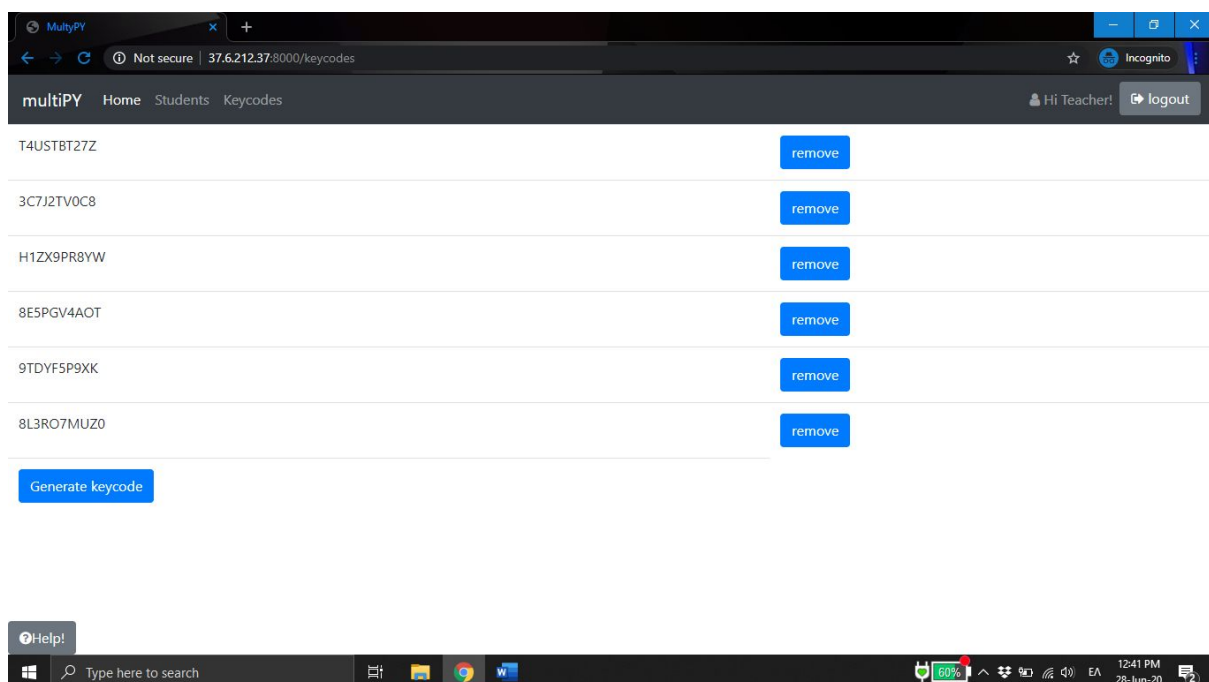 MultyPY
Not secure | 37.6.212.37:8000/keycodes
Incognito
multiPY Home Students Keycodes Hi Teacher! logout
T4USTBT27Z remove
3C7J2TV0C8 remove
H1ZX9PR8YW remove
8E5PGV4AOT remove
9TDYF5P9XK remove
8L3RO7MUZ0 remove
Generate keycode
?Help!
Type here to search
60%
ΕΛ
12:41 PM
28-Jun-20
2